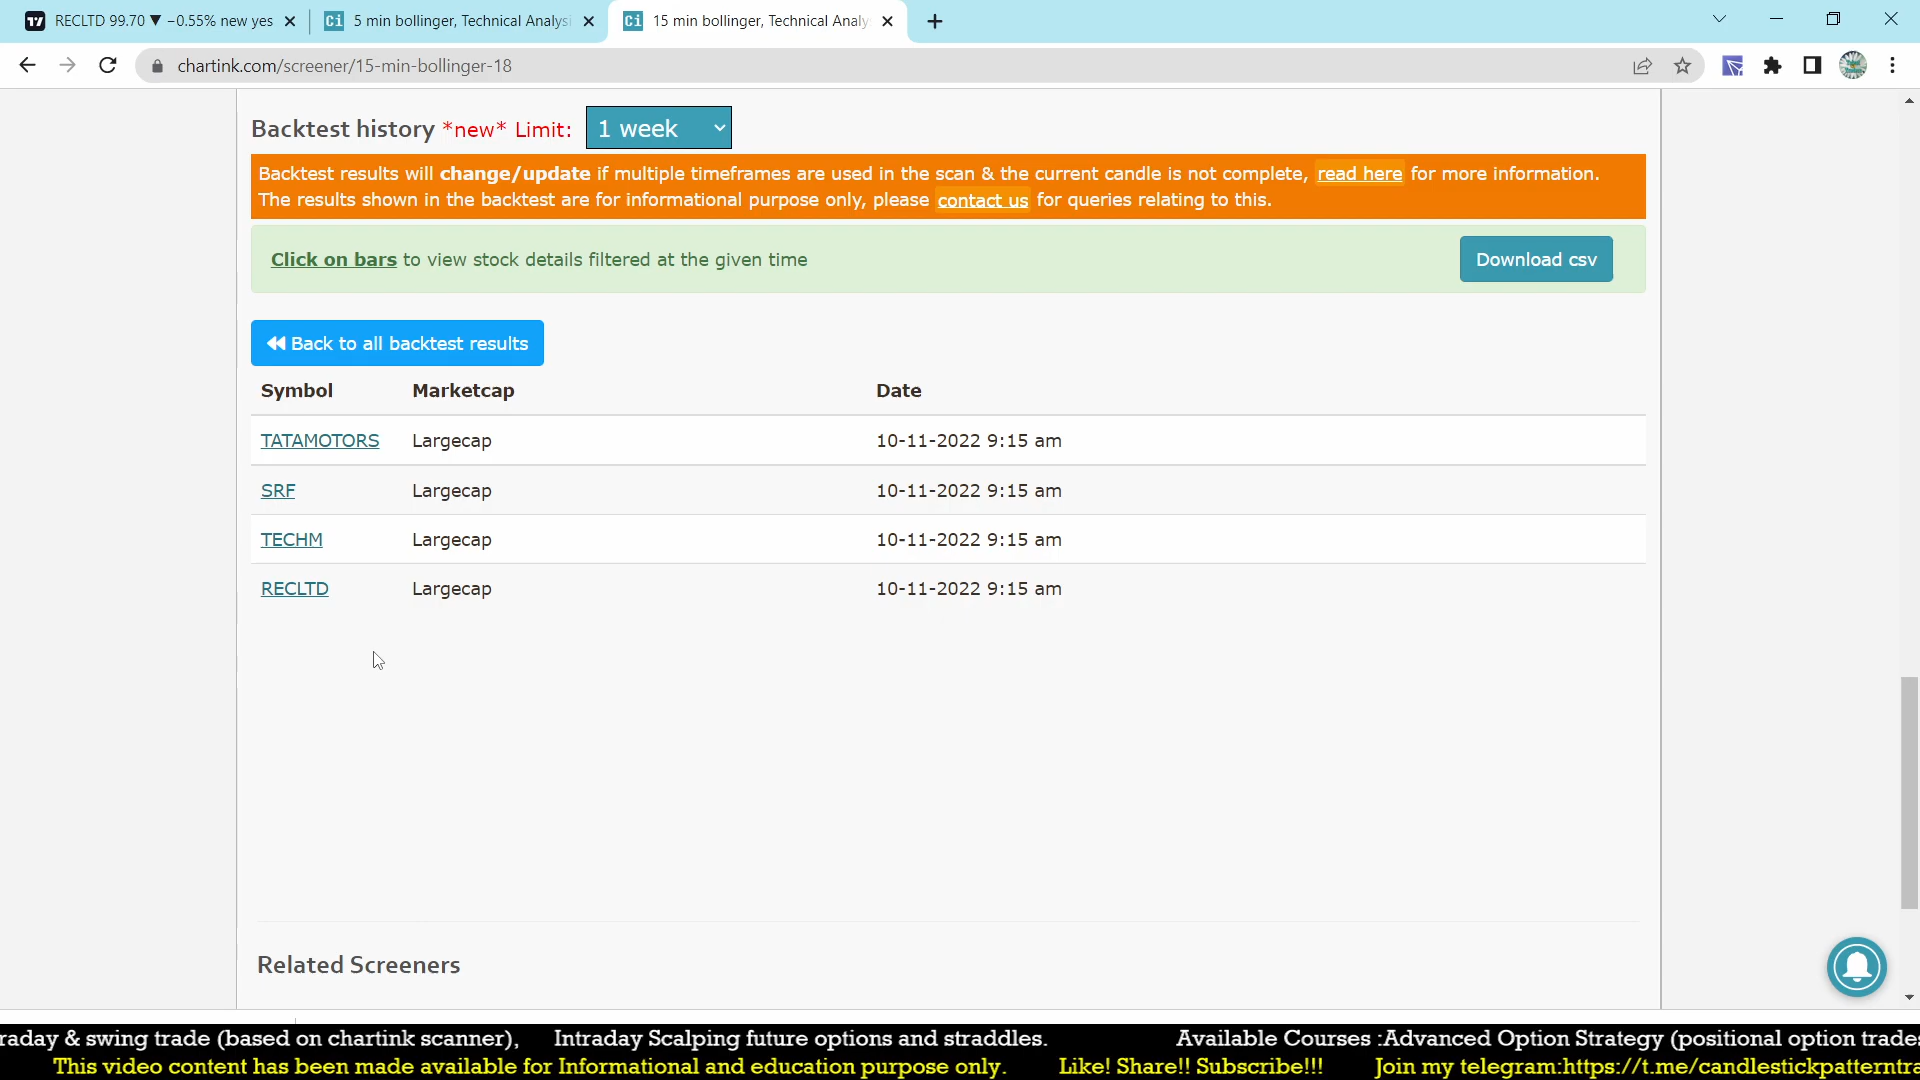 RECLTD 99.70 ▼ −0.55% new yes
5 min bollinger, Technical Analysi
15 min bollinger, Technical Analy
chartink.com/screener/15-min-bollinger-18
Backtest history *new* Limit: 1 week
Backtest results will change/update if multiple timeframes are used in the scan & the current candle is not complete, read here for more information.
The results shown in the backtest are for informational purpose only, please contact us for queries relating to this.
Click on bars to view stock details filtered at the given time
Download csv
Back to all backtest results
Symbol Marketcap Date
TATAMOTORS Largecap 10-11-2022 9:15 am
SRF Largecap 10-11-2022 9:15 am
TECHM Largecap 10-11-2022 9:15 am
RECLTD Largecap 10-11-2022 9:15 am
Related Screeners
raday & swing trade (based on chartink scanner), Intraday Scalping future options and straddles. Available Courses :Advanced Option Strategy (positional option trades
This video content has been made available for Informational and education purpose only. Like! Share!! Subscribe!!! Join my telegram:https://t.me/candlestickpatterntra